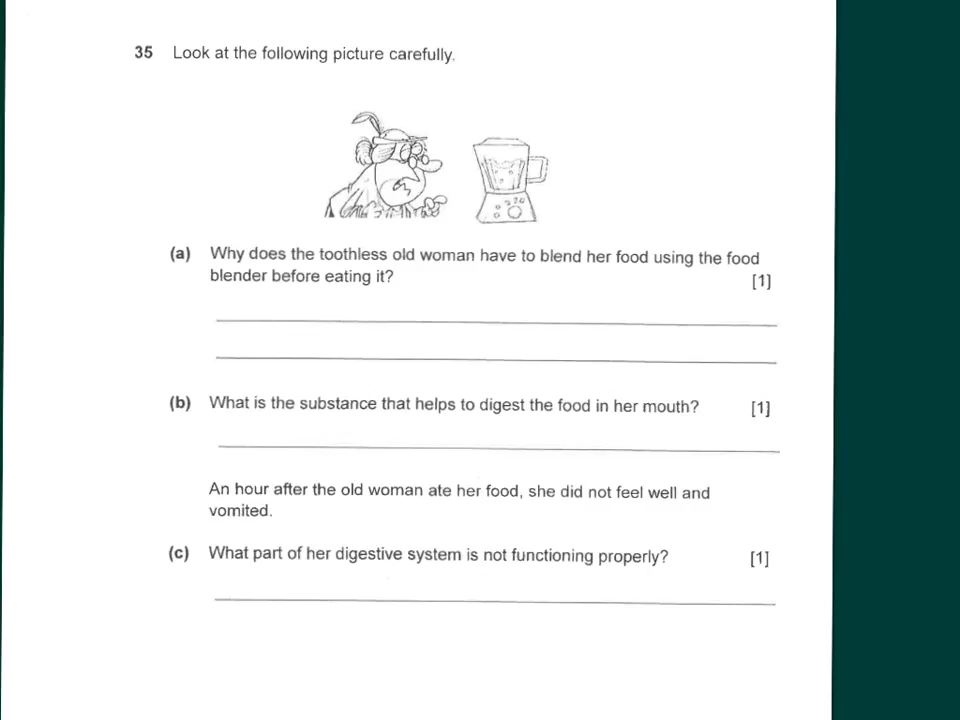 35 Look at the following picture carefully.
(a) Why does the toothless old woman have to blend her food using the food
blender before eating it? [1]
(b) What is the substance that helps to digest the food in her mouth? [1]
An hour after the old woman ate her food, she did not feel well and
vomited.
(c) What part of her digestive system is not functioning properly? [1]